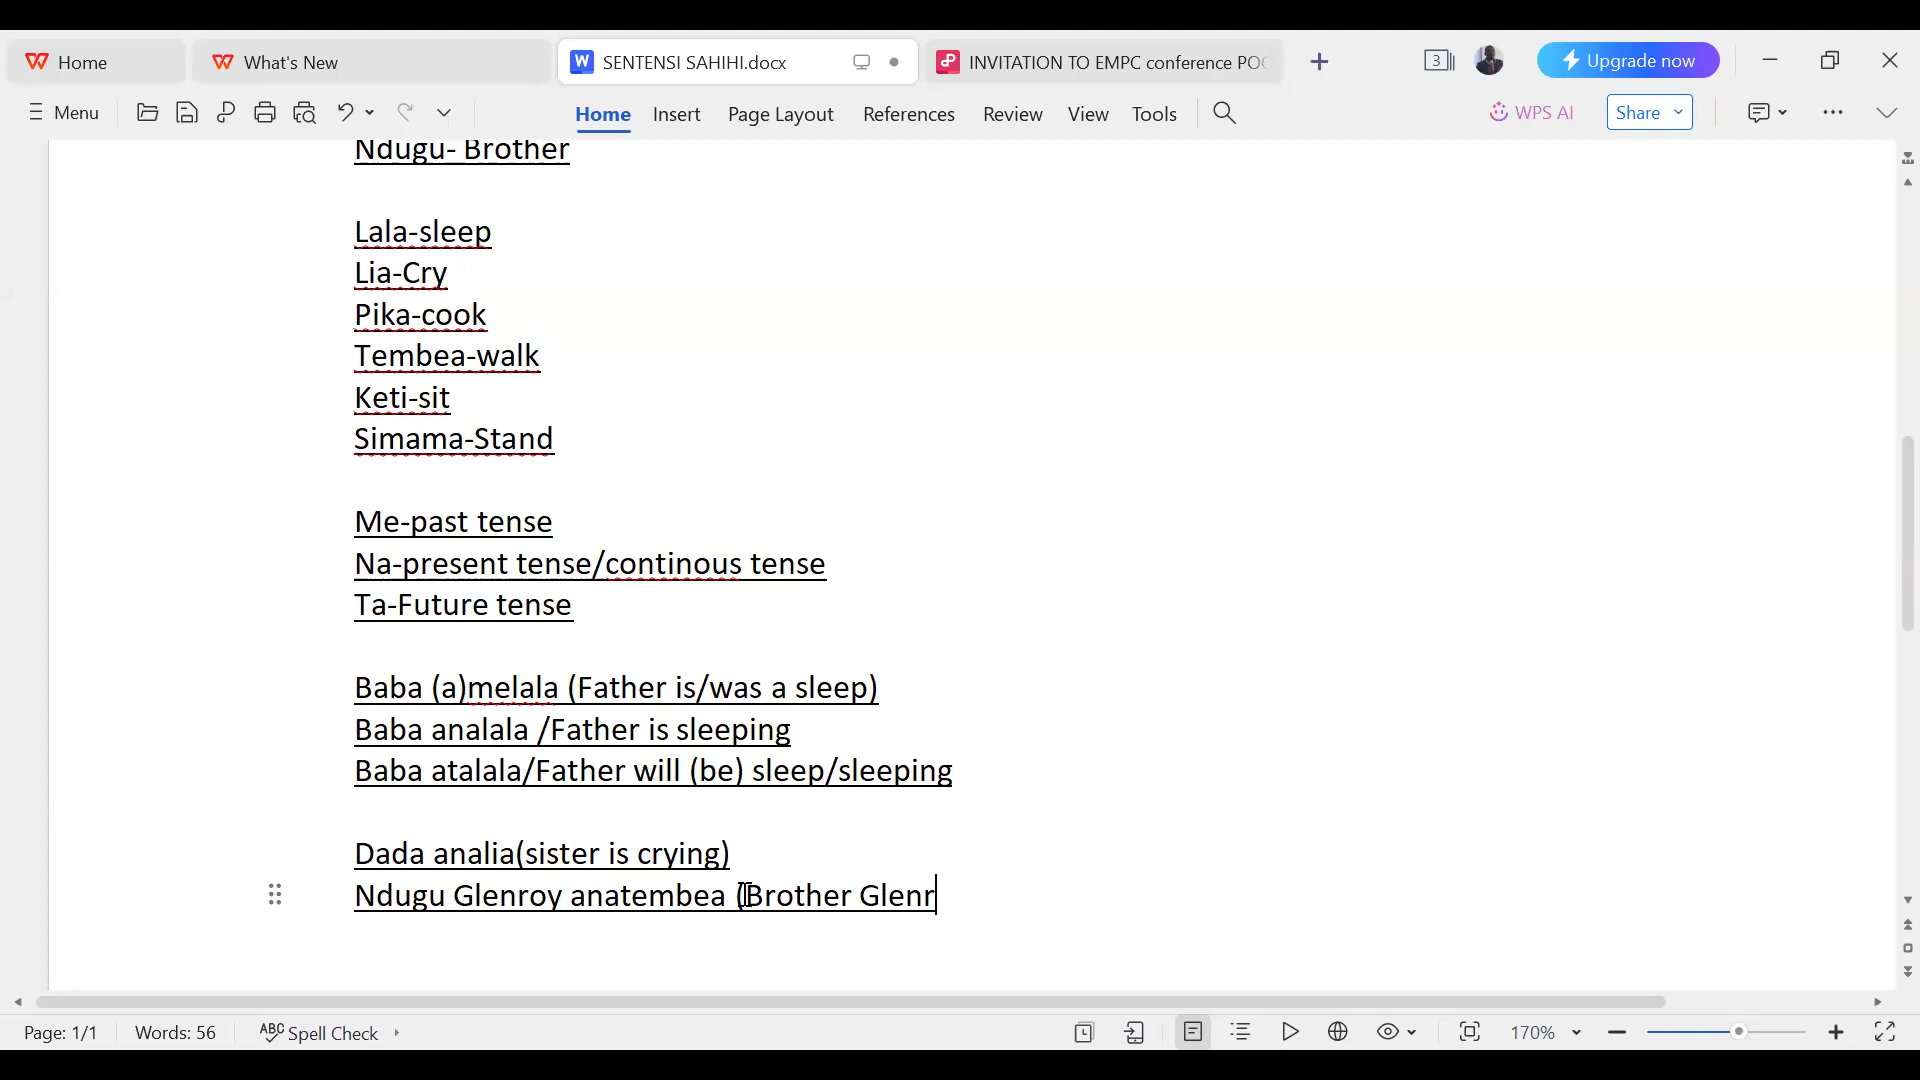 Home
What's New
SENTENSI SAHIHI.docx
INVITATION TO EMPC conference PO
3
Upgrade now
Menu
Home Insert Page Layout References Review View Tools
WPS AI
Share
Ndugu- Brother
Lala-sleep
Lia-Cry
Pika-cook
Tembea-walk
Keti-sit
Simama-Stand
Me-past tense
Na-present tense/continous tense
Ta-Future tense
Baba (a)melala (Father is/was a sleep)
Baba analala /Father is sleeping
Baba atalala/Father will (be) sleep/sleeping
Dada analia(sister is crying)
Ndugu Glenroy anatembea (Brother Glenr
Page: 1/1 Words: 56 ABC Spell Check
170%